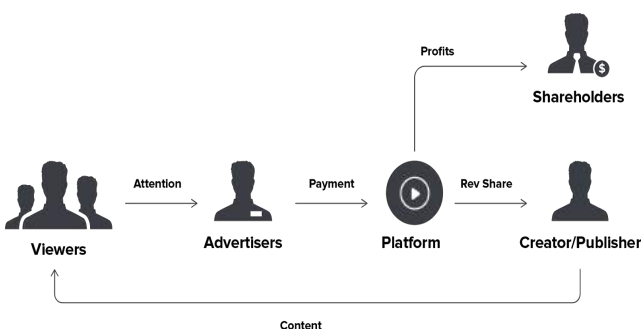 Profits
$
Shareholders
Attention
Payment
Rev Share
Viewers
Advertisers
Platform
Creator/Publisher
Content